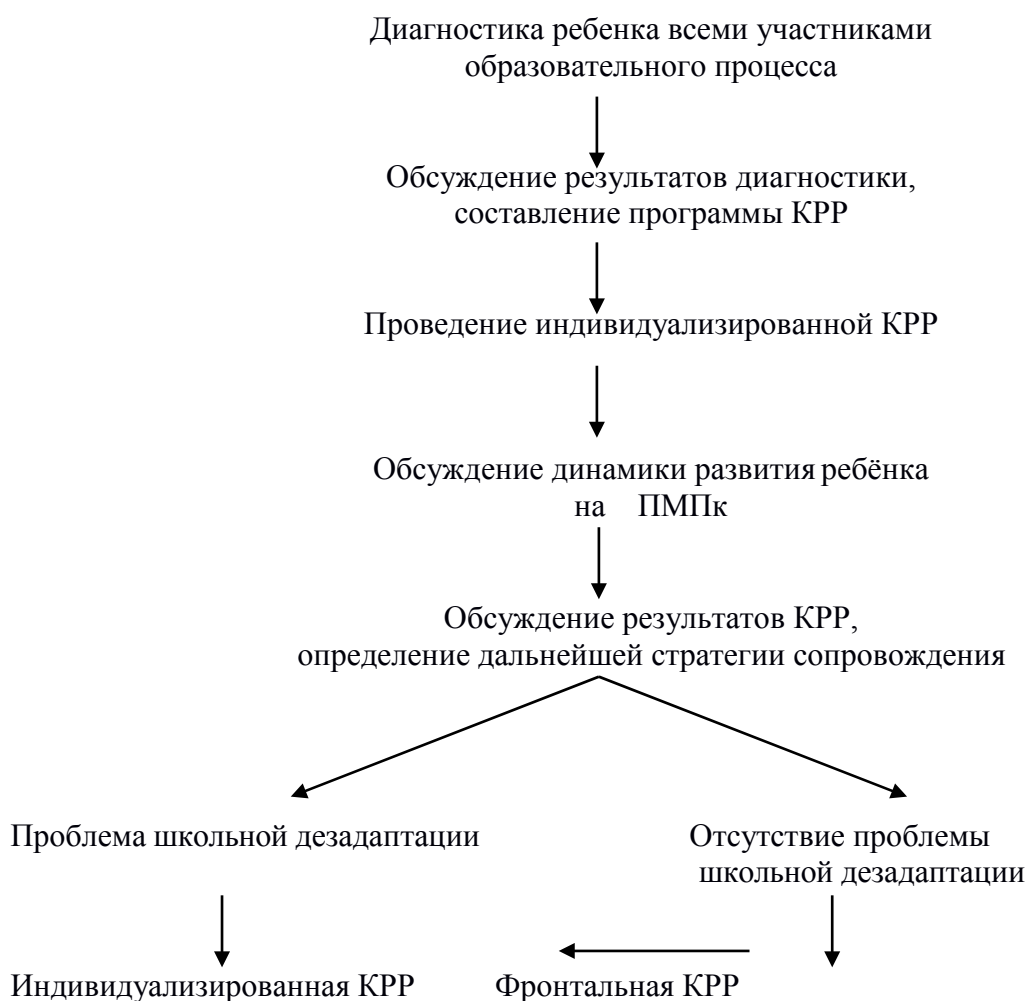 Диагностика ребенка всеми участниками
образовательного процесса
Обсуждение результатов диагностики,
составление программы КРР
Проведение индивидуализированной КРР
Обсуждение динамики развития ребёнка
на ПМПк
Обсуждение результатов КРР,
определение дальнейшей стратегии сопровождения
Проблема школьной дезадаптации
Отсутствие проблемы
школьной дезадаптации
Индивидуализированная КРР
Фронтальная КРР